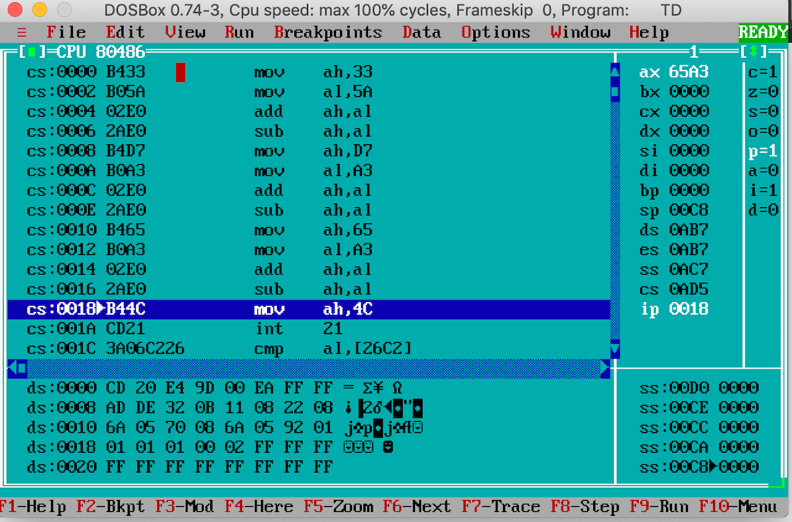 DOSBox 0.74-3, Cpu speed: max 100% cycles, Frameskip 0, Program: TD
≡ File Edit View Run Breakpoints Data Options Window Help READY
[■]=CPU 80486 1=[↕]
cs:0000 B433 mov ah,33 ax 65A3 c=1
cs:0002 B05A mov al,5A bx 0000 z=0
cs:0004 02E0 add ah,al cx 0000 s=0
cs:0006 2AE0 sub ah,al dx 0000 o=0
cs:0008 B4D7 mov ah,D7 si 0000 p=1
cs:000A B0A3 mov al,A3 di 0000 a=0
cs:000C 02E0 add ah,al bp 0000 i=1
cs:000E 2AE0 sub ah,al sp 00C8 d=0
cs:0010 B465 mov ah,65 ds 0AB7
cs:0012 B0A3 mov al,A3 es 0AB7
cs:0014 02E0 add ah,al ss 0AC7
cs:0016 2AE0 sub ah,al cs 0AD5
cs:0018►B44C mov ah,4C ip 0018
cs:001A CD21 int 21
cs:001C 3A06C226 cmp al,[26C2]
ds:0000 CD 20 E4 9D 00 EA FF FF = Σ¥ Ω ss:00D0 0000
ds:0008 AD DE 32 0B 11 08 22 08 ss:00CE 0000
ds:0010 6A 05 70 08 6A 05 92 01 j♣p◘j♣Æ☺ ss:00CC 0000
ds:0018 01 01 01 00 02 FF FF FF ☺☺☺ ☻ ss:00CA 0000
ds:0020 FF FF FF FF FF FF FF FF ss:00C8►0000
F1-Help F2-Bkpt F3-Mod F4-Here F5-Zoom F6-Next F7-Trace F8-Step F9-Run F10-Menu